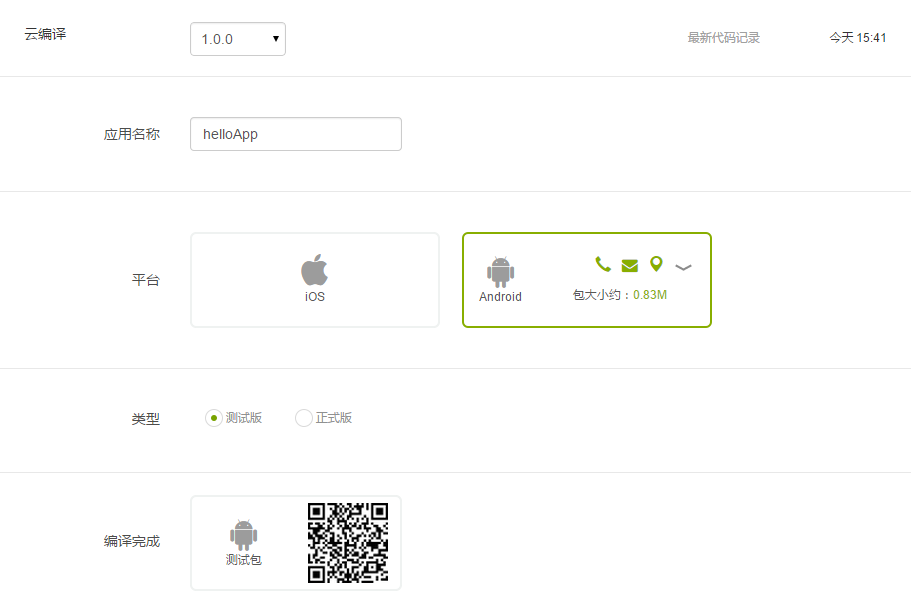 云编译
1.0.0
最新代码记录
今天 15:41
应用名称
helloApp
平台
iOS
Android
包大小约：0.83M
类型
测试版
正式版
编译完成
测试包